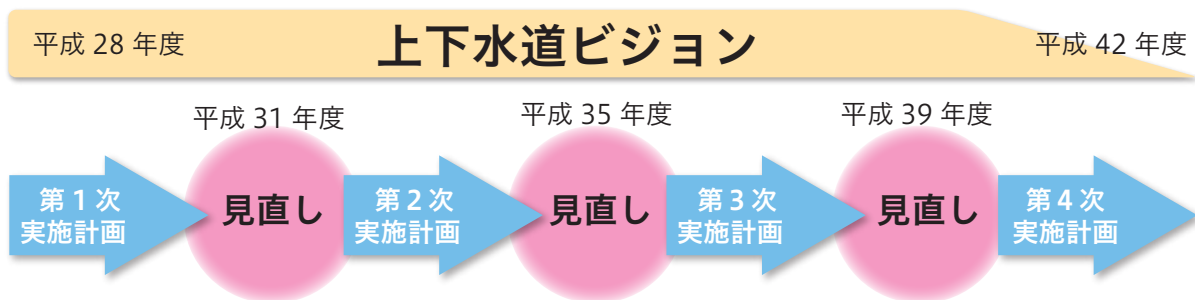 平成 28 年度
上下水道ビジョン
平成 42 年度
平成 31 年度
平成 35 年度
平成 39 年度
第 1 次
実施計画
見直し
第 2 次
実施計画
見直し
第 3 次
実施計画
見直し
第 4 次
実施計画